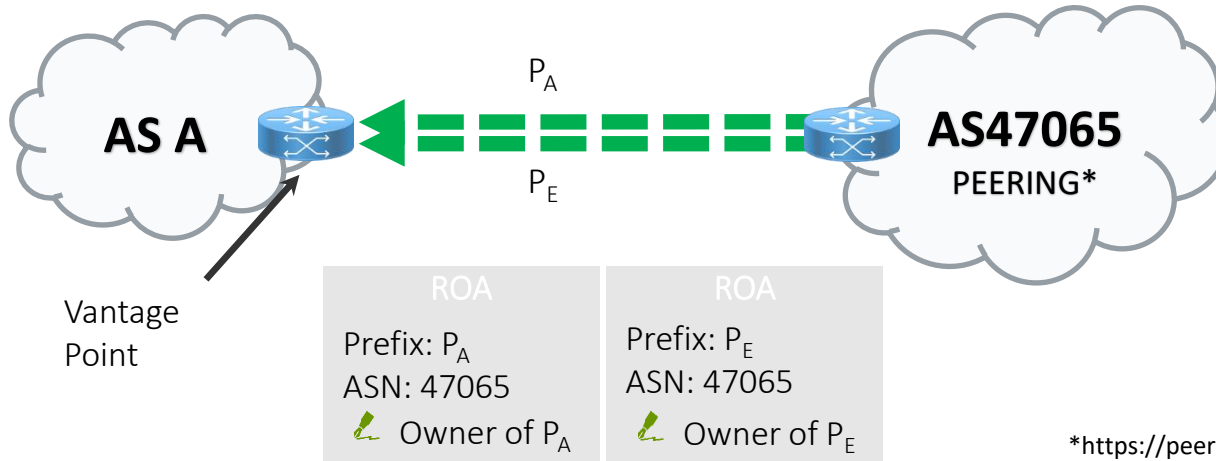 P_A
AS A
AS47065
PEERING*
P_E
Vantage
Point
ROA
Prefix: P_A
ASN: 47065
Owner of P_A
ROA
Prefix: P_E
ASN: 47065
Owner of P_E
*https://peer